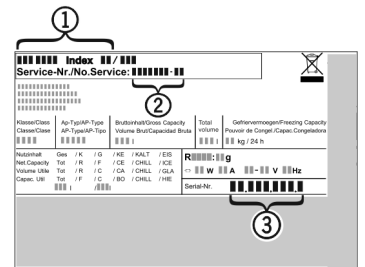 1
Index /
Service-Nr./No.Service: -
2
Klasse/Class
Classe/Clase
Ap-Typ/AP-Type
AP-Type/AP-Tipo
Bruttoinhalt/Gross Capacity
Volume Brut/Capacidad Bruta
l
Total
volume
l
Gefriervermoegen/Freezing Capacity
Pouvoir de Congel./Capac.Congeladora
kg / 24 h
Nutzinhalt Ges / K / G / KE / KALT / EIS
Net Capacity Tot / R / F / CE / CHILL / ICE
Volume Utile Tot / R / C / CA / CHILL / GLA
Capac. Util Tot / F / C / BO / CHILL / HIE
l /
R : g
W A - V Hz
Serial-Nr.
3